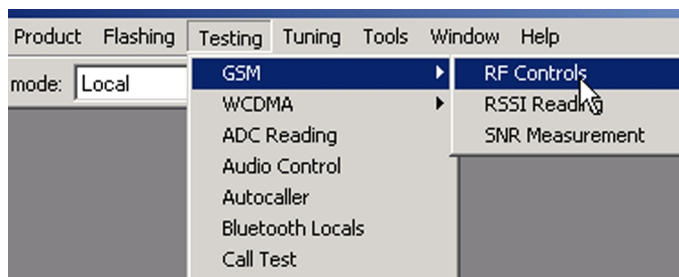 Product Flashing Testing Tuning Tools Window Help
mode: Local
GSM RF Controls
WCDMA RSSI Reading
ADC Reading SNR Measurement
Audio Control
Autocaller
Bluetooth Locals
Call Test